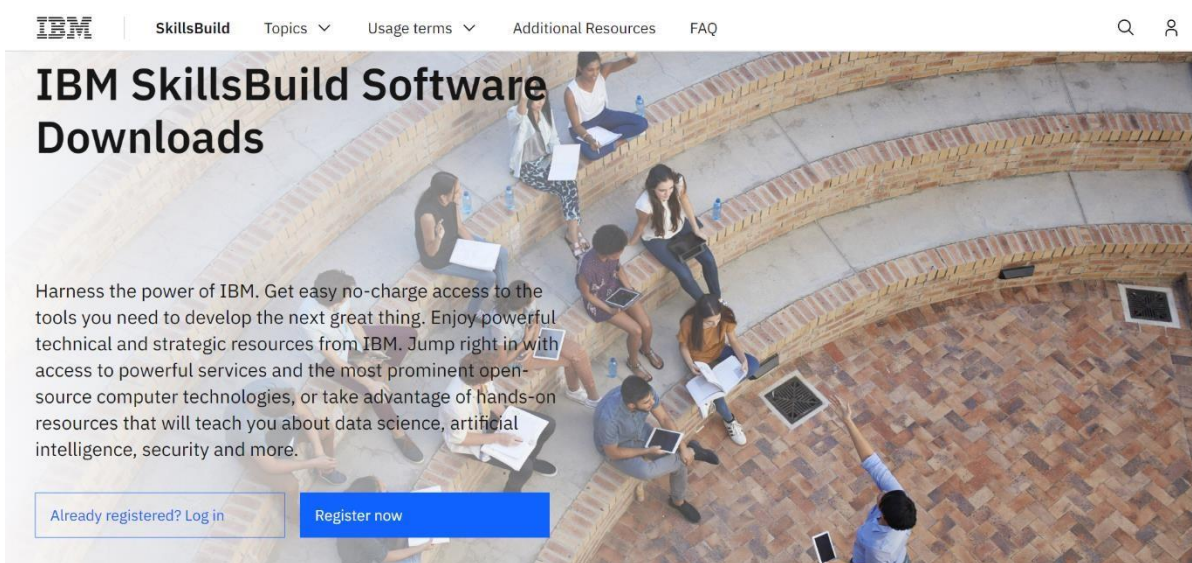 IBM
SkillsBuild
Topics
Usage terms
Additional Resources
FAQ
IBM SkillsBuild Software
Downloads
Harness the power of IBM. Get easy no-charge access to the
tools you need to develop the next great thing. Enjoy powerful
technical and strategic resources from IBM. Jump right in with
access to powerful services and the most prominent open-
source computer technologies, or take advantage of hands-on
resources that will teach you about data science, artificial
intelligence, security and more.
Already registered? Log in
Register now